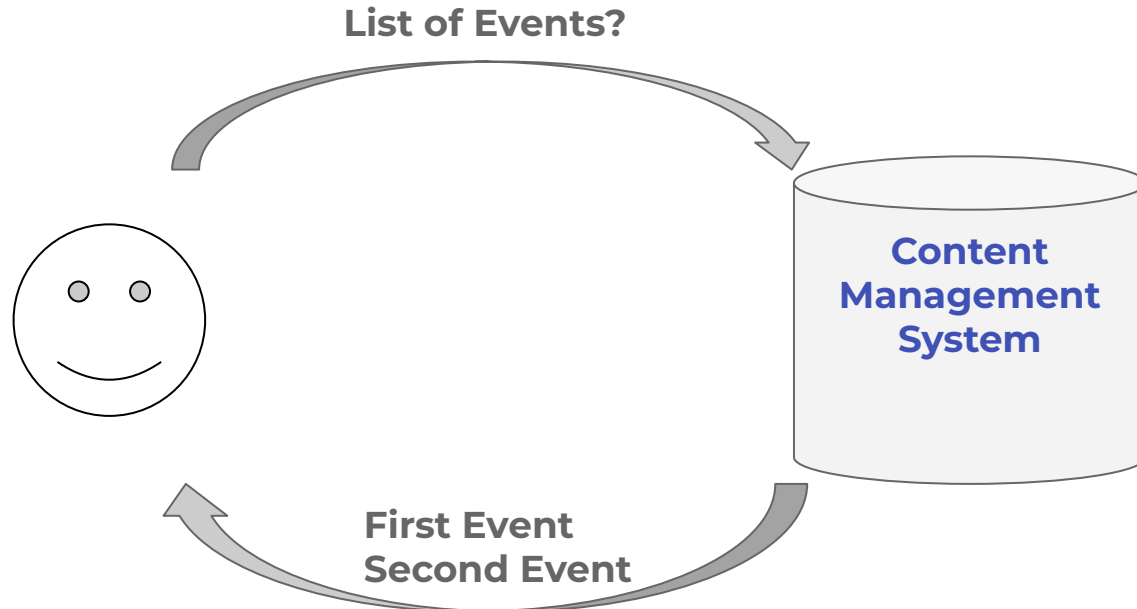 List of Events?
Content
Management
System
First Event
Second Event